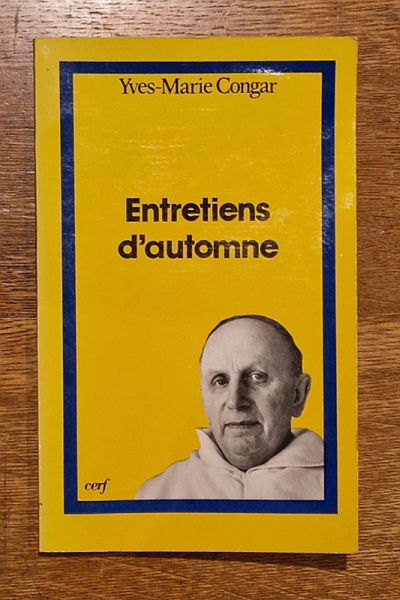 Yves-Marie Congar
Entretiens
d'automne
cerf